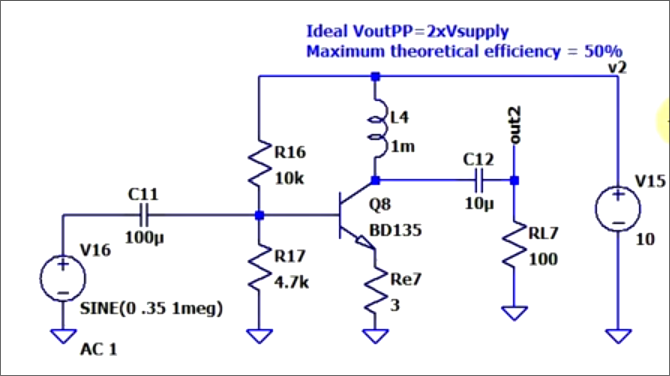 Ideal VoutPP=2xVsupply
Maximum theoretical efficiency = 50%
v2
L4
1m
out2
R16
10k
C12
10µ
V15
10
C11
100µ
Q8
BD135
RL7
100
V16
R17
4.7k
Re7
3
SINE(0 .35 1meg)
AC 1